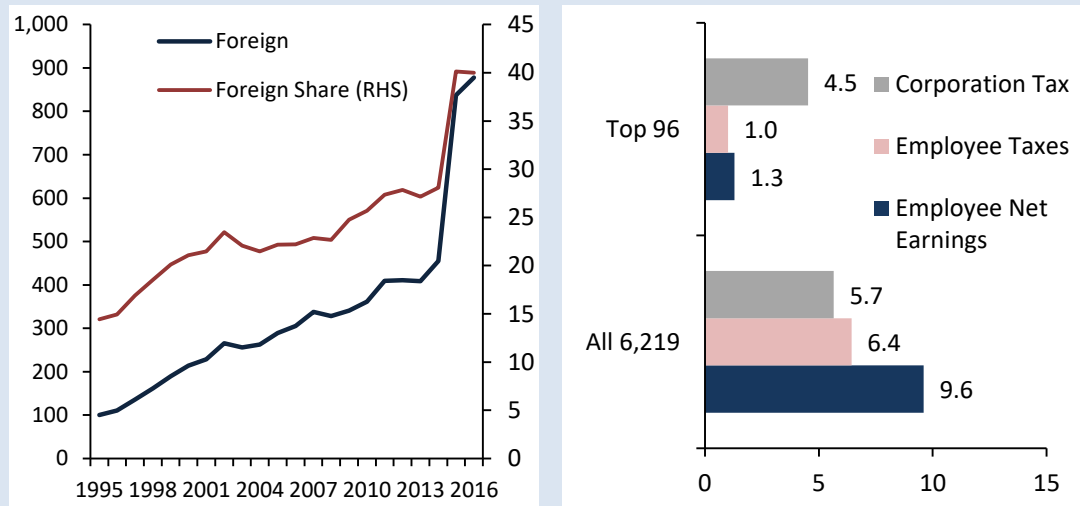 1,000
900
800
700
600
500
400
300
200
100
0
45
40
35
30
25
20
15
10
5
0
Foreign
Foreign Share (RHS)
1995 1998 2001 2004 2007 2010 2013 2016
Top 96
All 6,219
4.5
1.0
1.3
5.7
6.4
9.6
Corporation Tax
Employee Taxes
Employee Net
Earnings
0 5 10 15